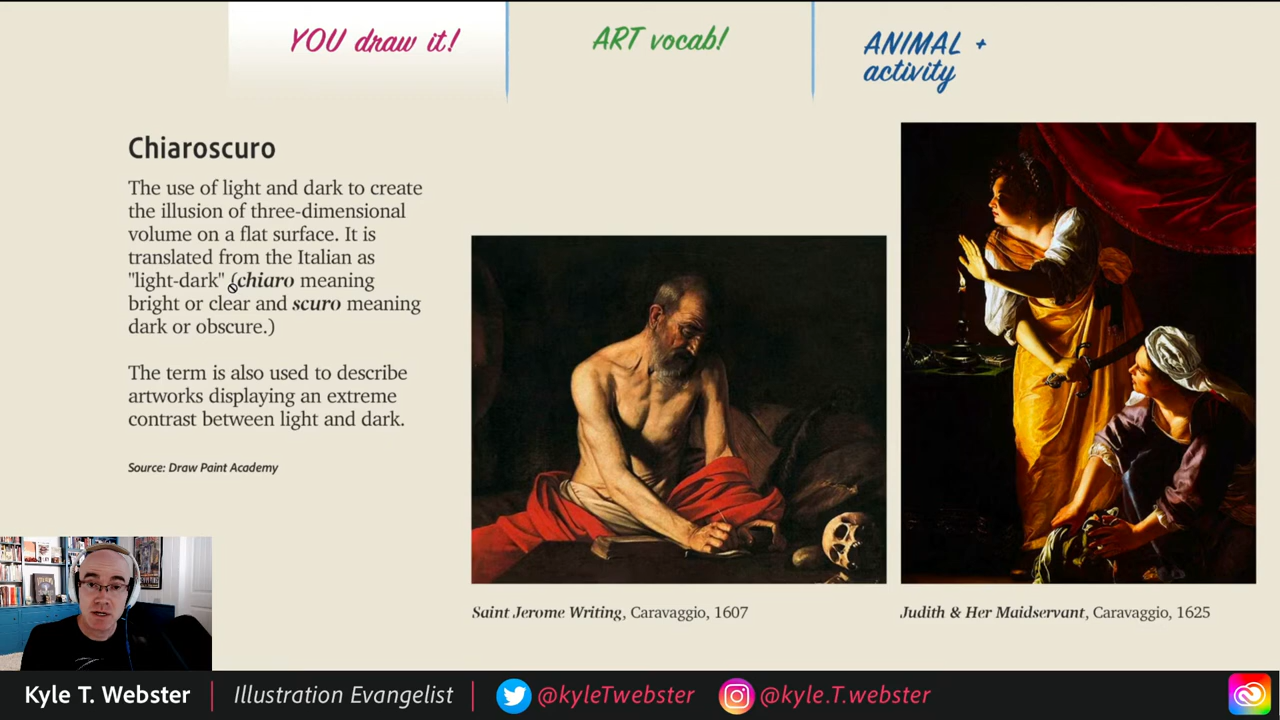 YOU draw it!
ART vocab!
ANIMAL +
activity
Chiaroscuro
The use of light and dark to create
the illusion of three-dimensional
volume on a flat surface. It is
translated from the Italian as
"light-dark" (chiaro meaning
bright or clear and scuro meaning
dark or obscure.)
The term is also used to describe
artworks displaying an extreme
contrast between light and dark.
Source: Draw Paint Academy
Saint Jerome Writing, Caravaggio, 1607
Judith & Her Maidservant, Caravaggio, 1625
Kyle T. Webster | Illustration Evangelist | @kyleTwebster @kyle.T.webster